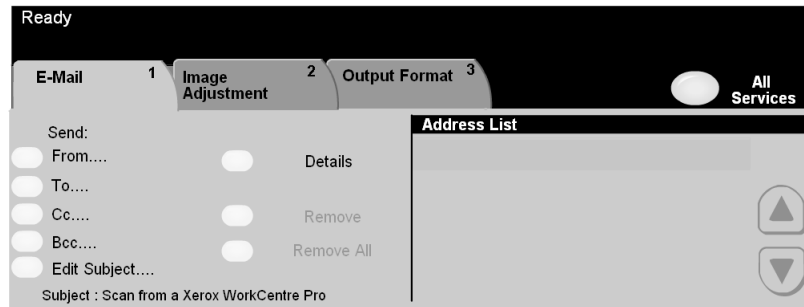 Ready
E-Mail 1
Image Adjustment 2
Output Format 3
All Services
Send:
From....
To....
Cc....
Bcc....
Edit Subject....
Details
Remove
Remove All
Subject : Scan from a Xerox WorkCentre Pro
Address List